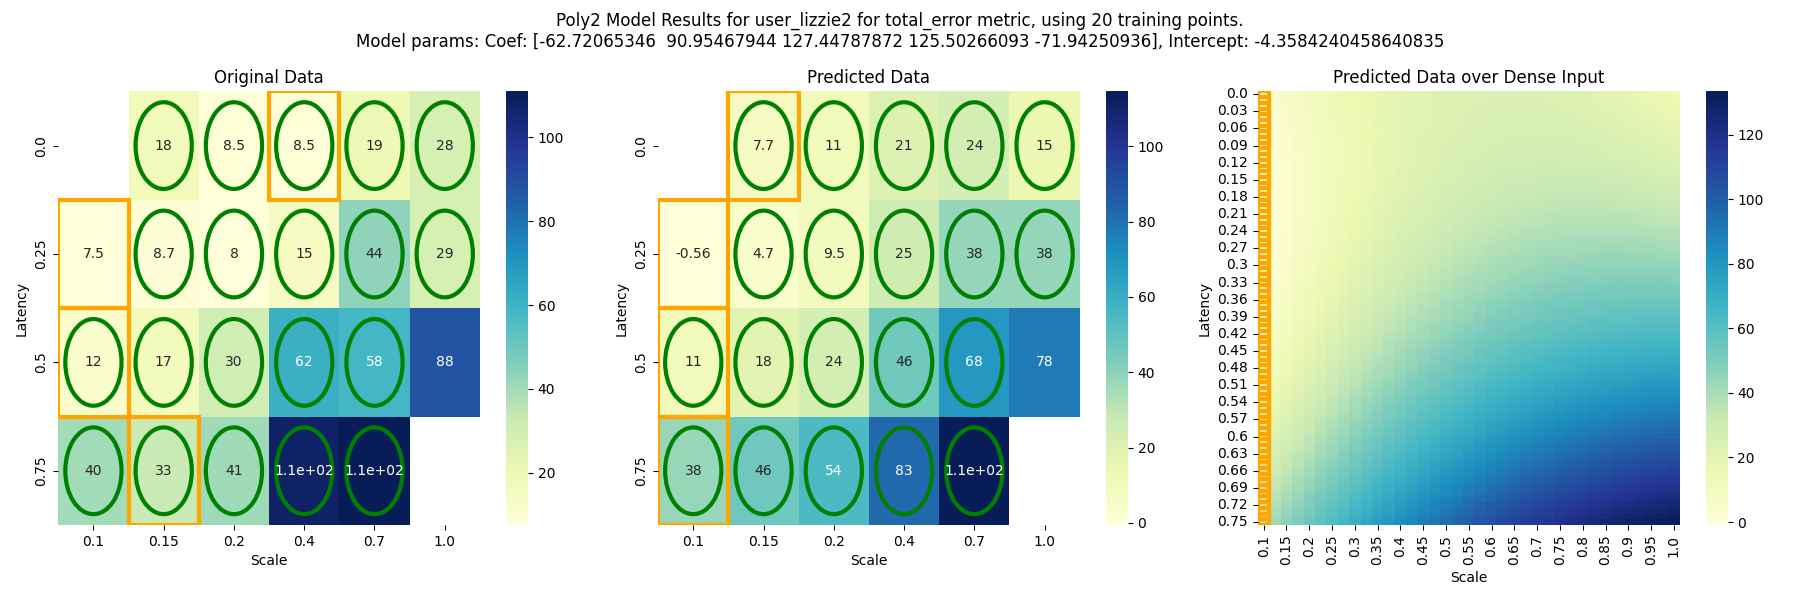 Poly2 Model Results for user_lizzie2 for total_error metric, using 20 training points.
Model params: Coef: [-62.72065346  90.95467944 127.44787872 125.50266093 -71.94250936], Intercept: -4.3584240458640835
Original Data
0.0 18 8.5 8.5 19 28
0.25 7.5 8.7 8 15 44 29
0.5 12 17 30 62 58 88
0.75 40 33 41 1.1e+02 1.1e+02
0.1 0.15 0.2 0.4 0.7 1.0
Scale
Latency
100
80
60
40
20
Predicted Data
0.0 7.7 11 21 24 15
0.25 -0.56 4.7 9.5 25 38 38
0.5 11 18 24 46 68 78
0.75 38 46 54 83 1.1e+02
0.1 0.15 0.2 0.4 0.7 1.0
Scale
Latency
100
80
60
40
20
0
Predicted Data over Dense Input
0.0
0.03
0.06
0.09
0.12
0.15
0.18
0.21
0.24
0.27
0.3
0.33
0.36
0.39
0.42
0.45
0.48
0.51
0.54
0.57
0.6
0.63
0.66
0.69
0.72
0.75
0.1 0.15 0.2 0.25 0.3 0.35 0.4 0.45 0.5 0.55 0.6 0.65 0.7 0.75 0.8 0.85 0.9 0.95 1.0
Scale
Latency
120
100
80
60
40
20
0